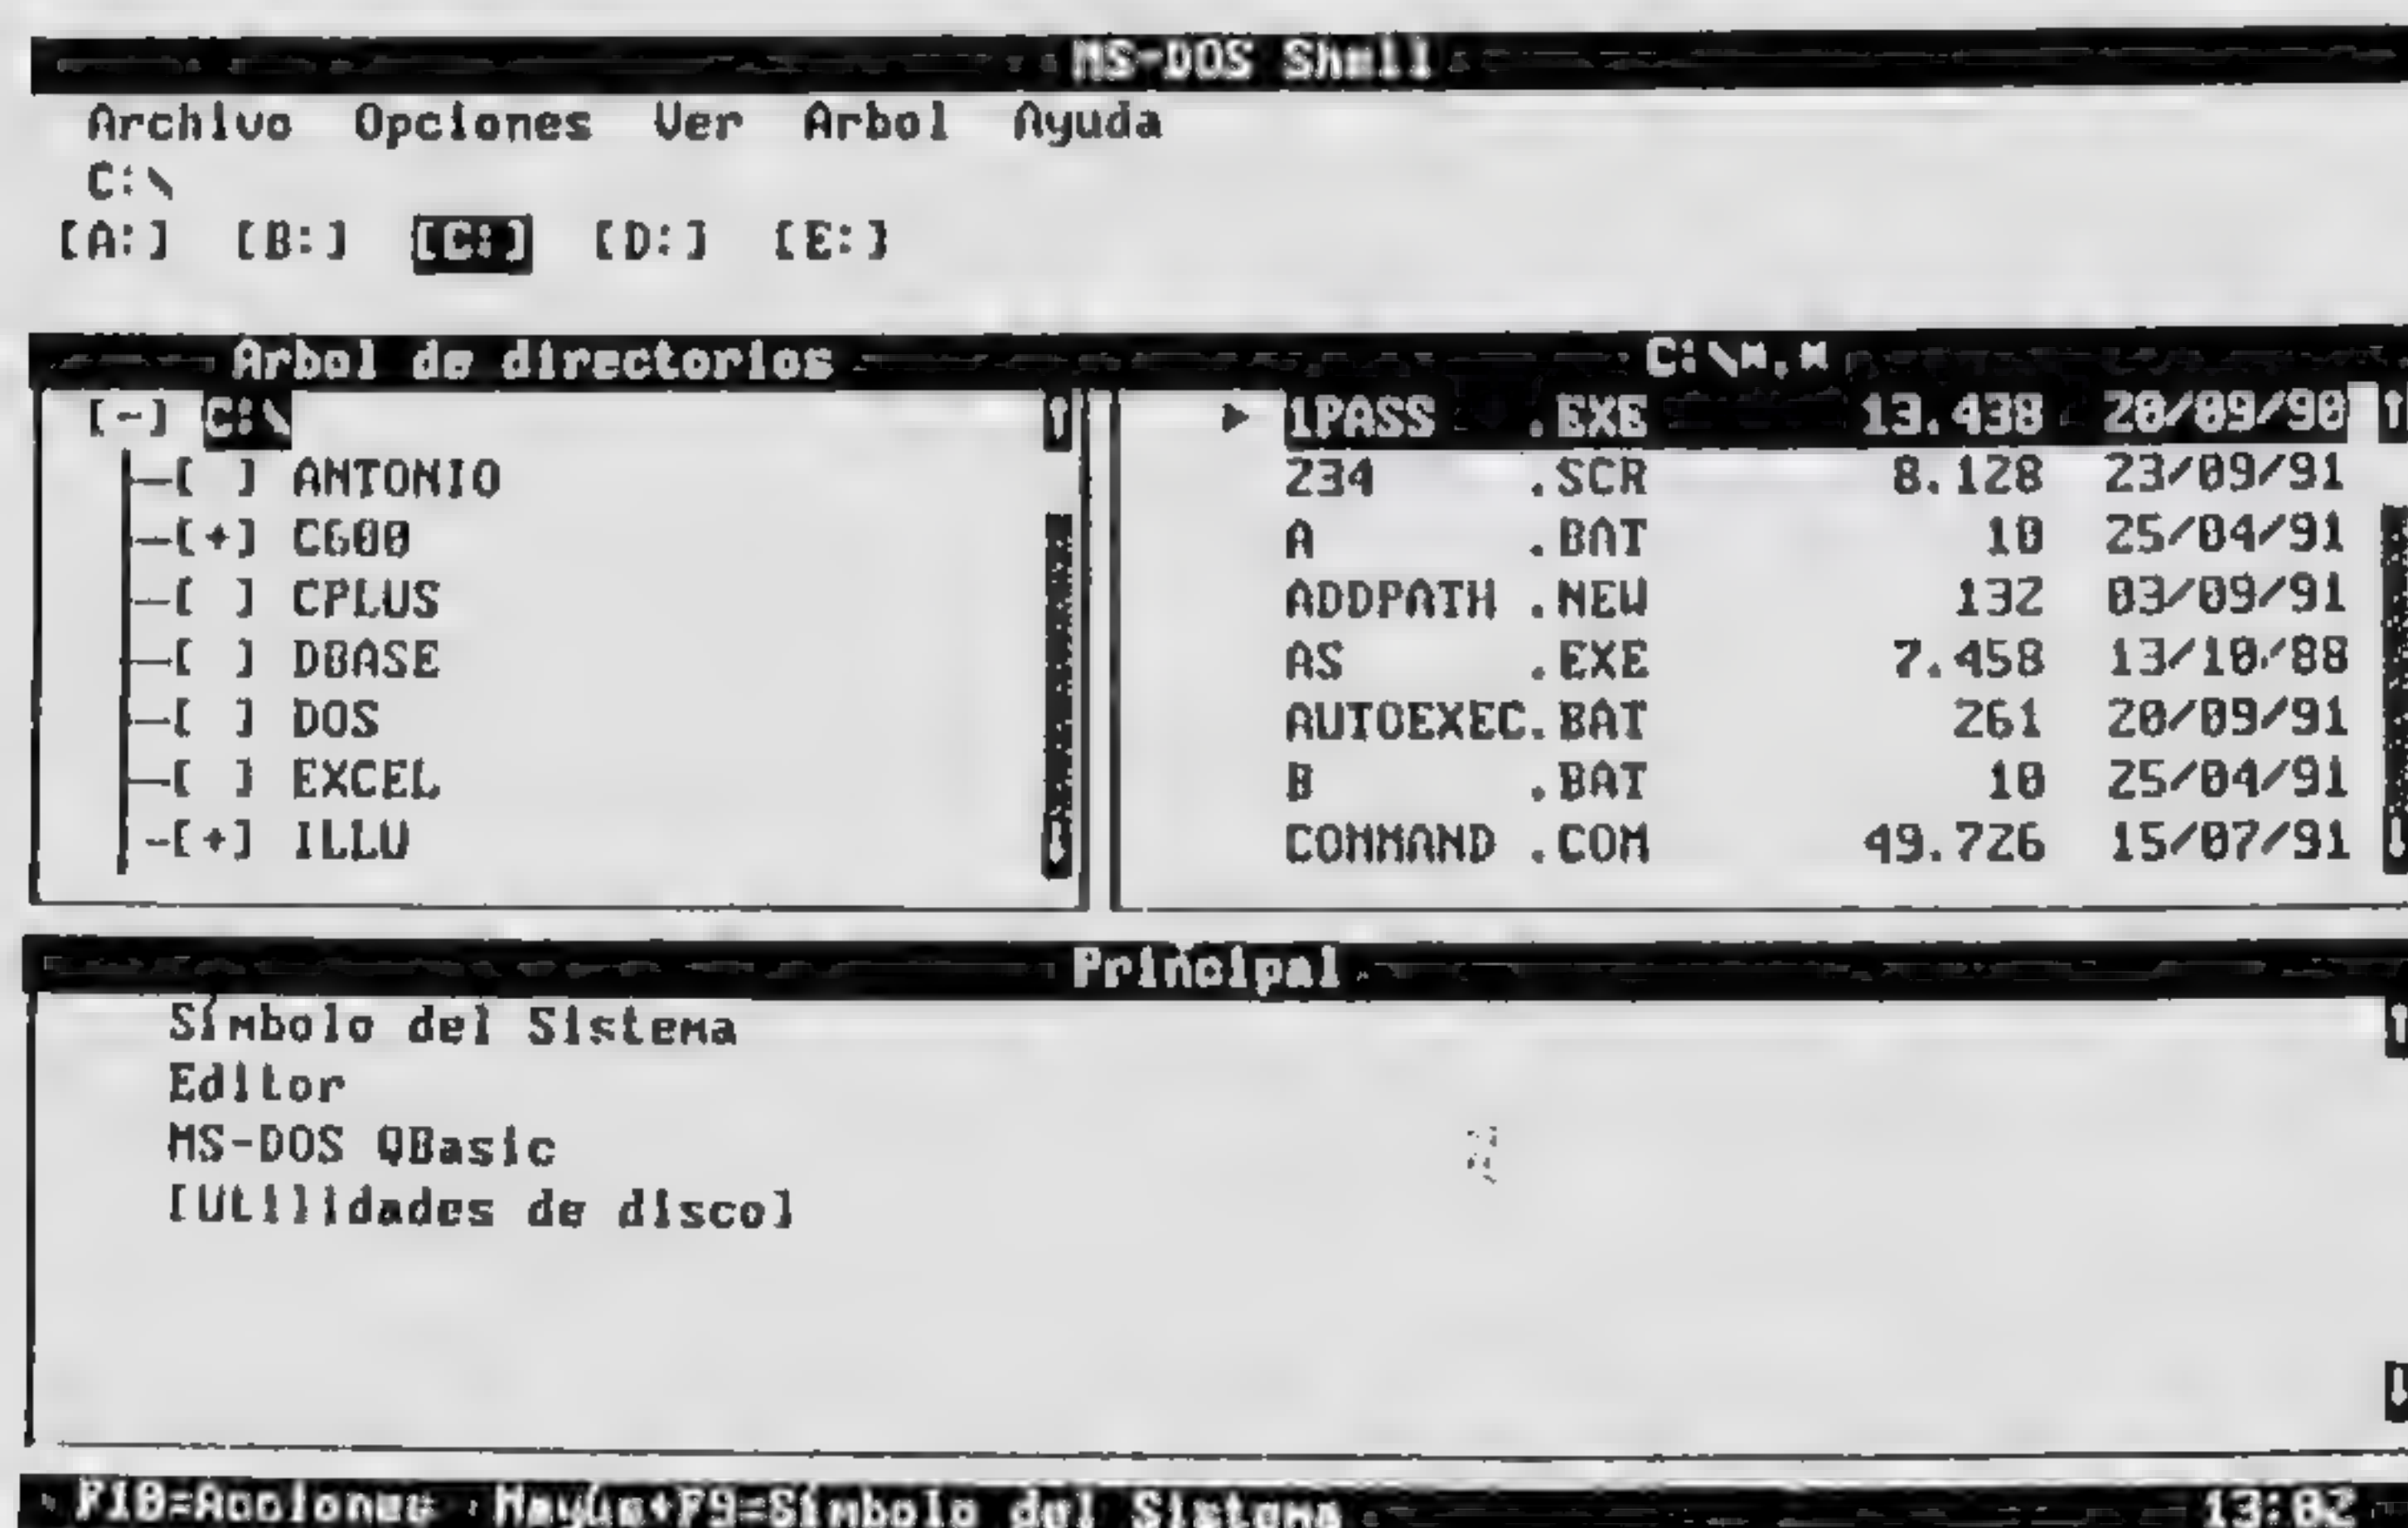 MS-DOS Shell
Archivo Opciones Ver Arbol Ayuda
C:\
[A:] [B:] [C:] [D:] [E:]
Arbol de directorios C:\*.*
[-] C:\
[ ] ANTONIO
[+] C600
[ ] CPLUS
[ ] DBASE
[ ] DOS
[ ] EXCEL
[+] ILLU
► 1PASS .EXE 13.438 20/09/90
234 .SCR 8.128 23/09/91
A .BAT 10 25/04/91
ADDPATH .NEW 132 03/09/91
AS .EXE 7.458 13/10/88
AUTOEXEC.BAT 261 20/09/91
B .BAT 10 25/04/91
COMMAND .COM 49.726 15/07/91
Principal
Símbolo del Sistema
Editor
MS-DOS QBasic
[Utilidades de disco]
F10=Acciones Mayús+F9=Símbolo del Sistema 13:02